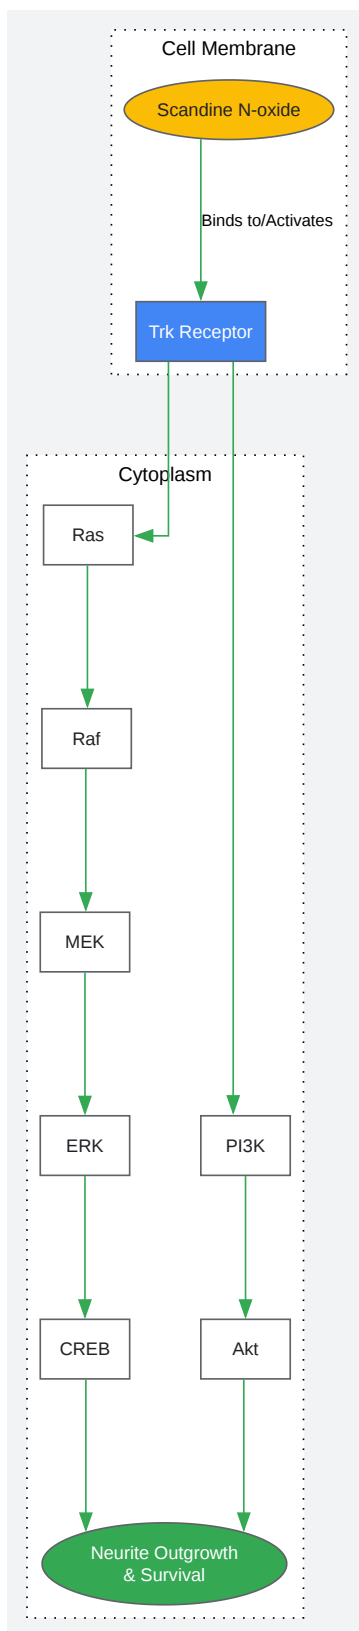 Cell Membrane
Scandine N-oxide
Binds to/Activates
Trk Receptor
Cytoplasm
Ras
Raf
MEK
ERK
PI3K
CREB
Akt
Neurite Outgrowth
& Survival